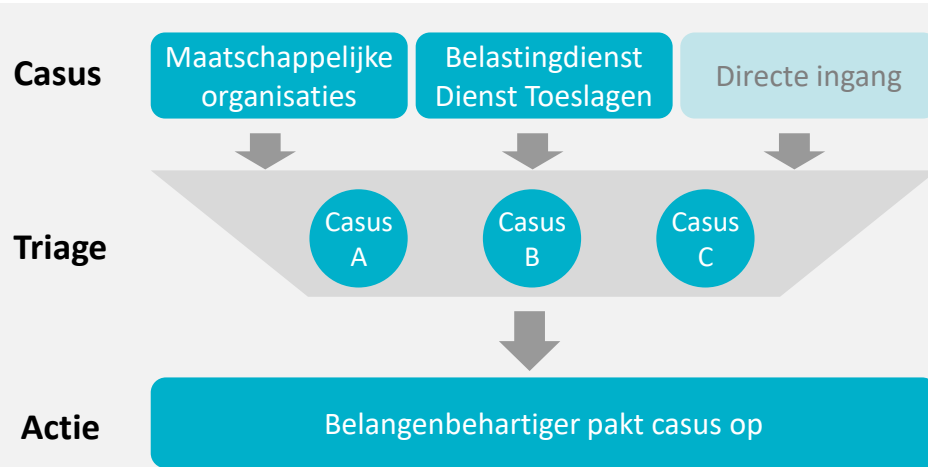 Casus
Maatschappelijke
organisaties
Belastingdienst
Dienst Toeslagen
Directe ingang
Triage
Casus
A
Casus
B
Casus
C
Actie
Belangenbehartiger pakt casus op